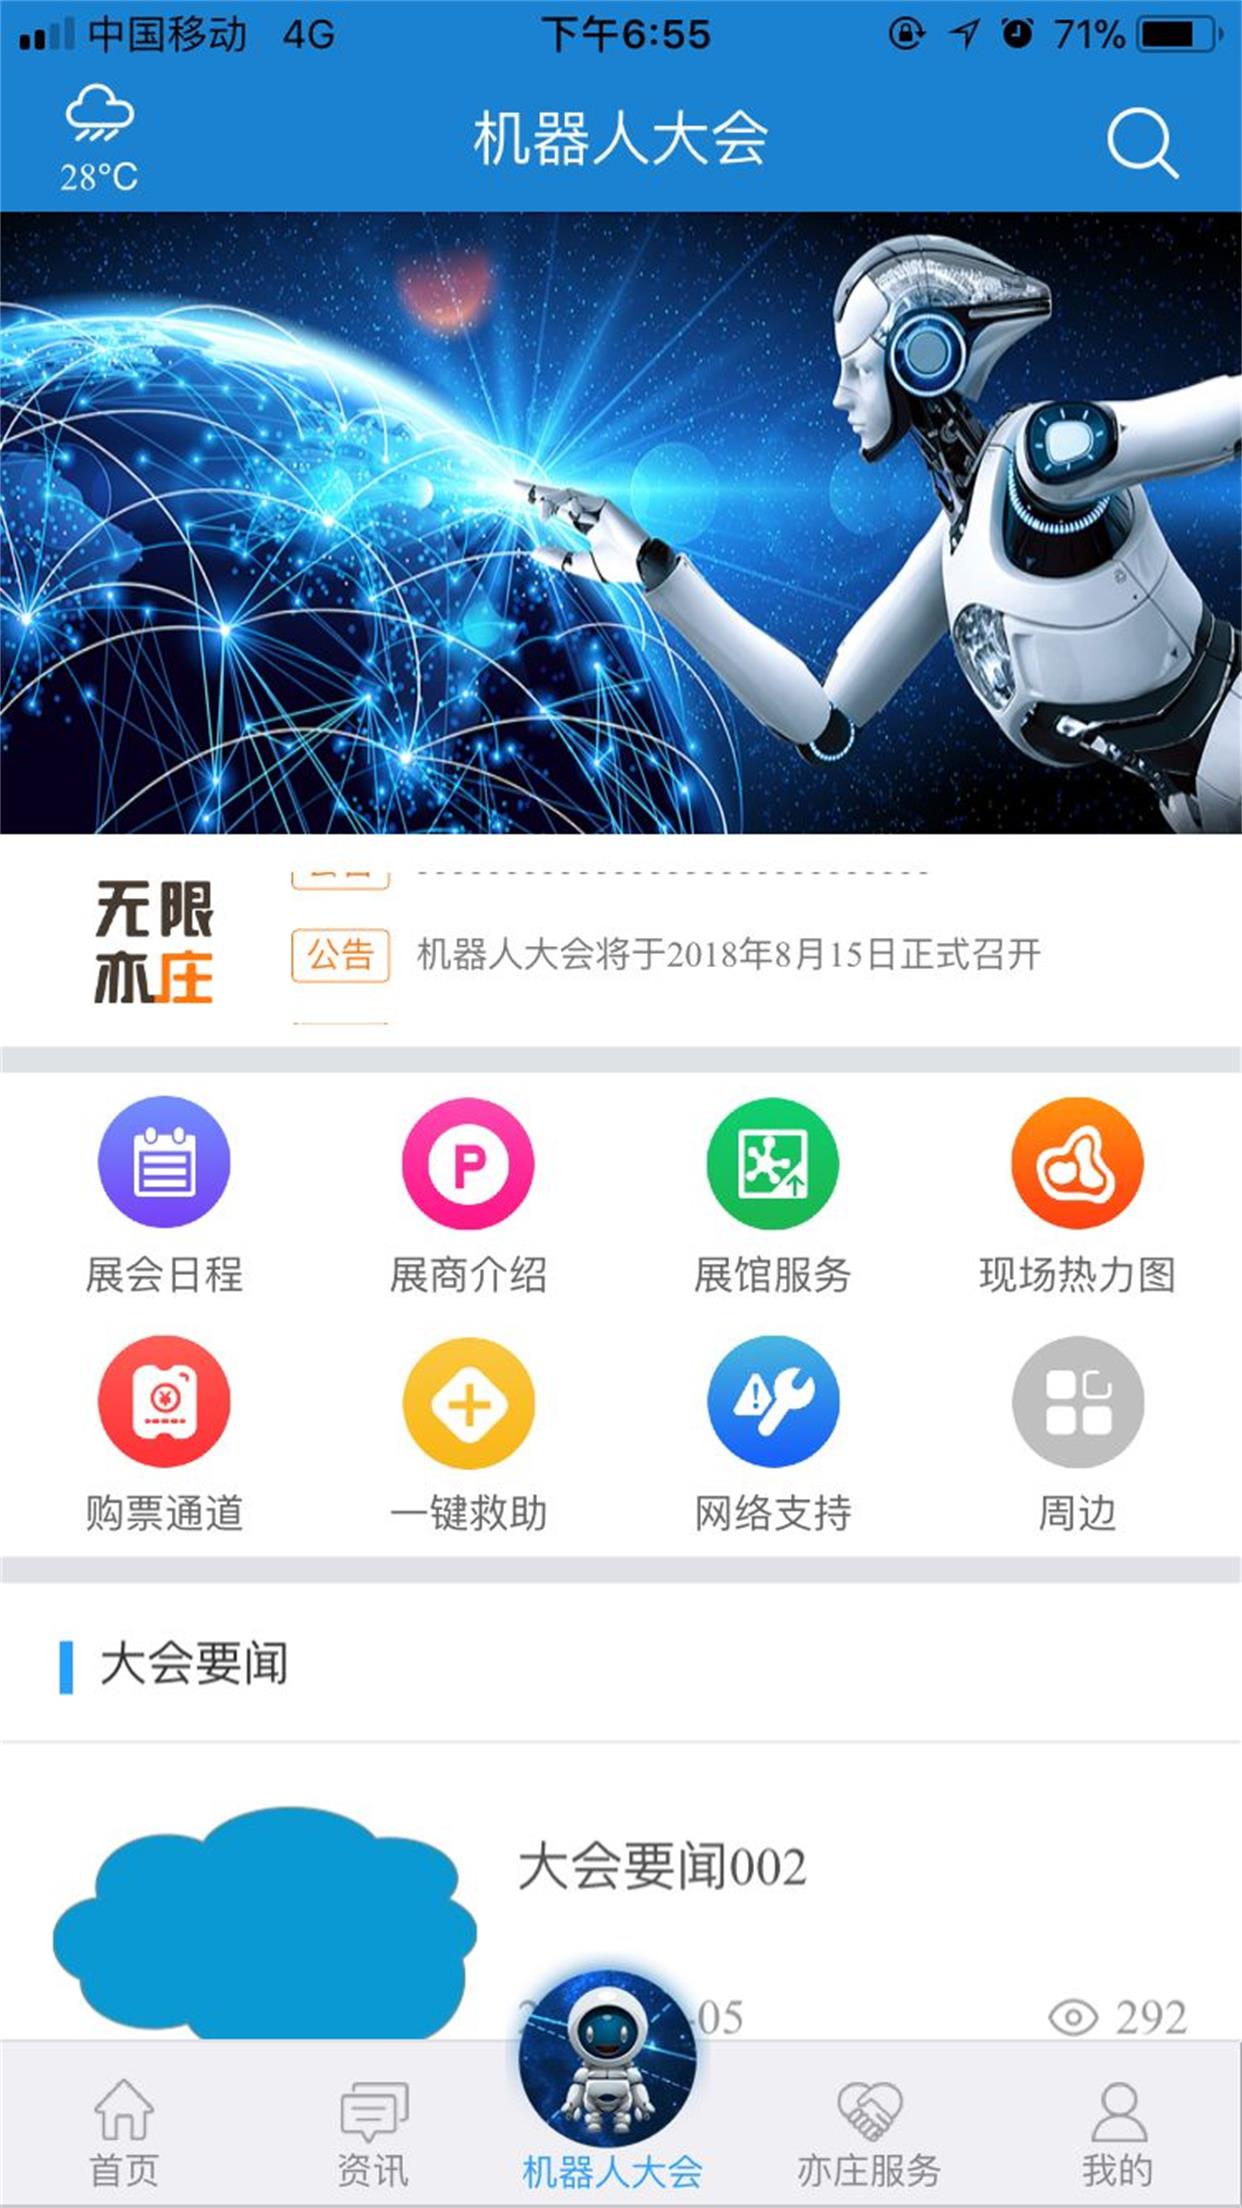 中国移动 4G 下午6:55 71%
28°C
机器人大会
无限
亦庄
公告 机器人大会将于2018年8月15日正式召开
P
展会日程 展商介绍 展馆服务 现场热力图
购票通道 一键救助 网络支持 周边
大会要闻
大会要闻002
-05 292
首页 资讯 机器人大会 亦庄服务 我的